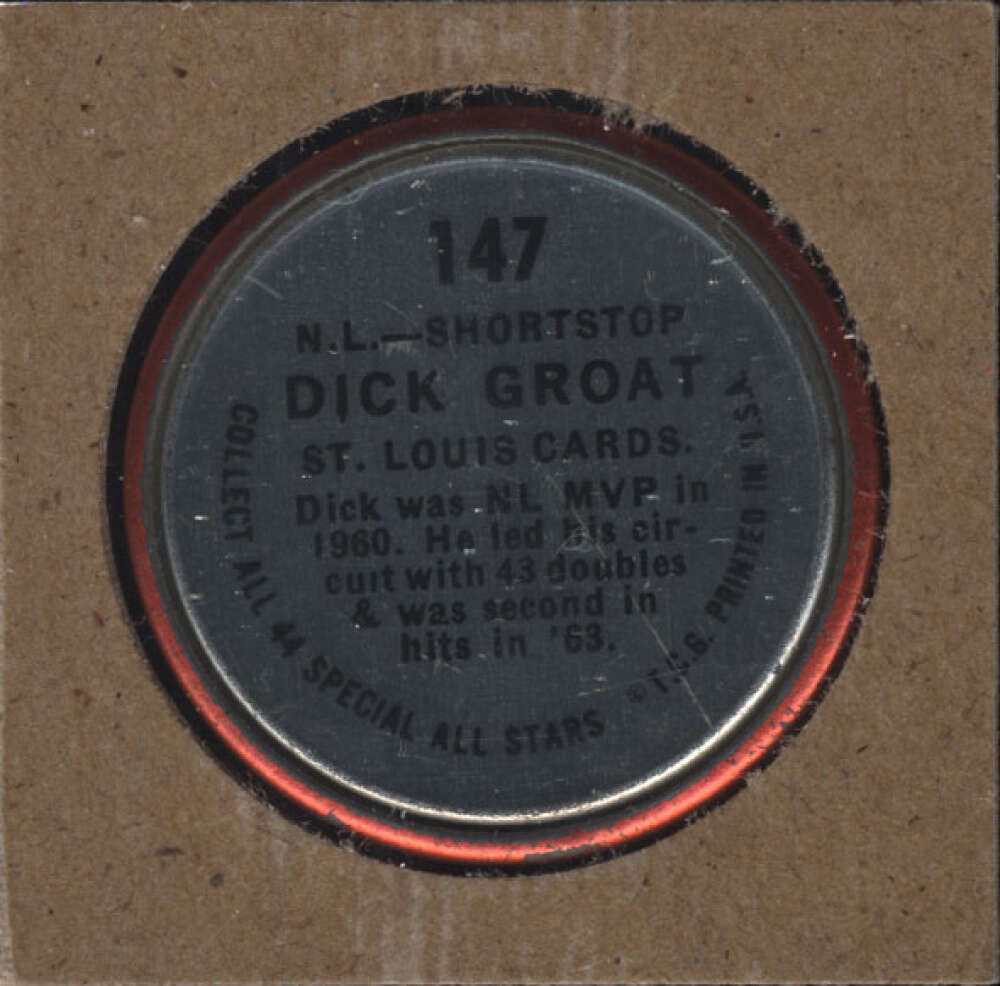 147
N.L.—SHORTSTOP
DICK GROAT
ST. LOUIS CARDS.
Dick was NL MVP in
1960. He led his cir-
cuit with 43 doubles
& was second in
hits in '63.
COLLECT ALL 44 SPECIAL ALL STARS
© T.C.G. PRINTED IN U.S.A.